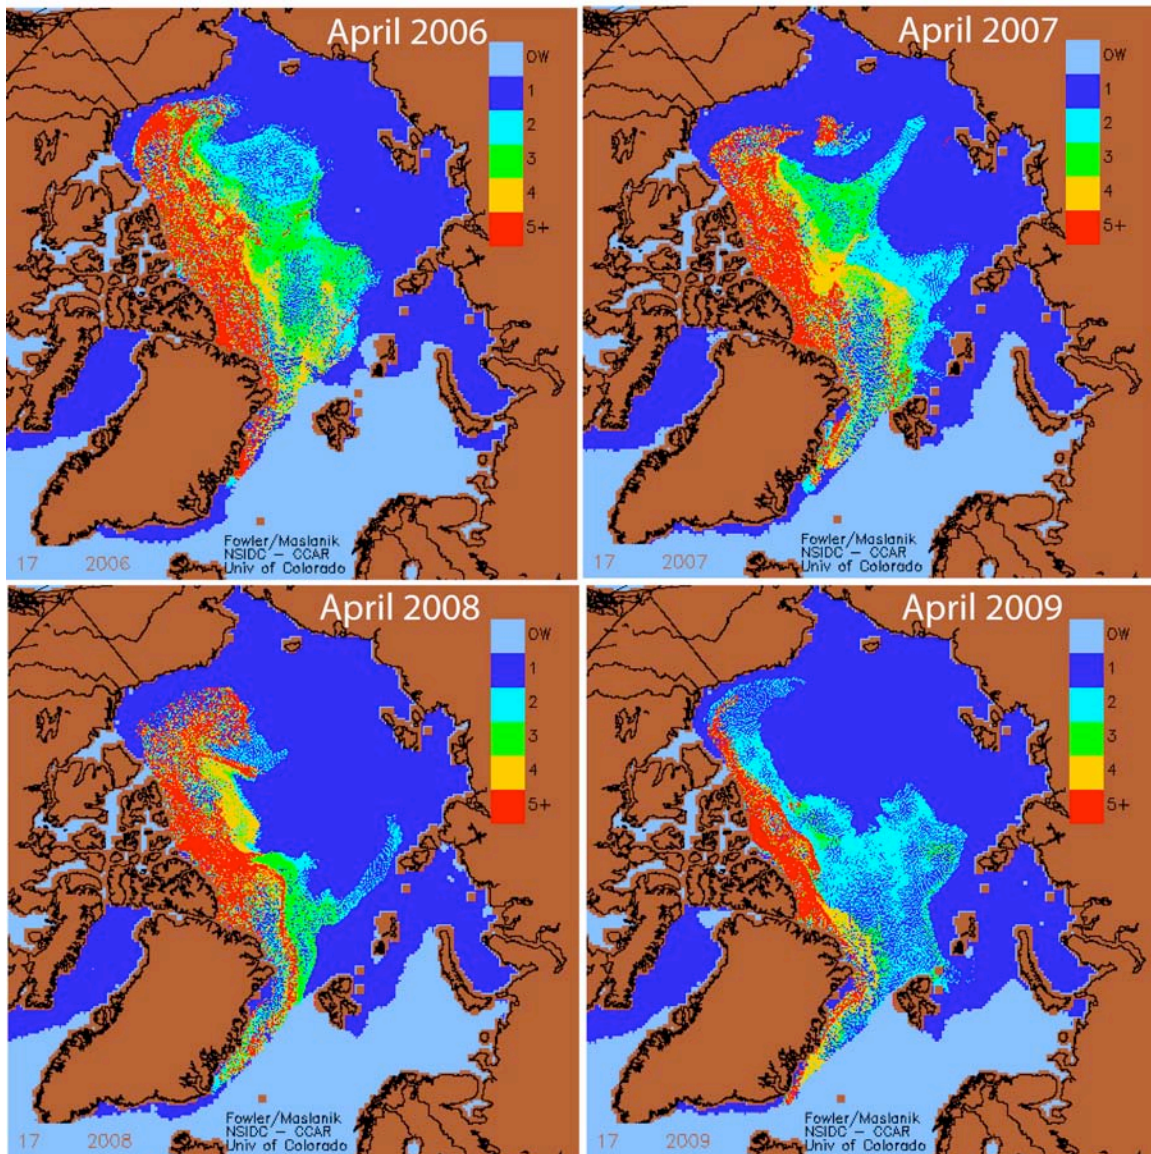 April 2006
OW
1
2
3
4
5+
Fowler/Maslanik
NSIDC – CCAR
Univ of Colorado
17 2006
April 2007
OW
1
2
3
4
5+
Fowler/Maslanik
NSIDC – CCAR
Univ of Colorado
17 2007
April 2008
OW
1
2
3
4
5+
Fowler/Maslanik
NSIDC – CCAR
Univ of Colorado
17 2008
April 2009
OW
1
2
3
4
5+
Fowler/Maslanik
NSIDC – CCAR
Univ of Colorado
17 2009